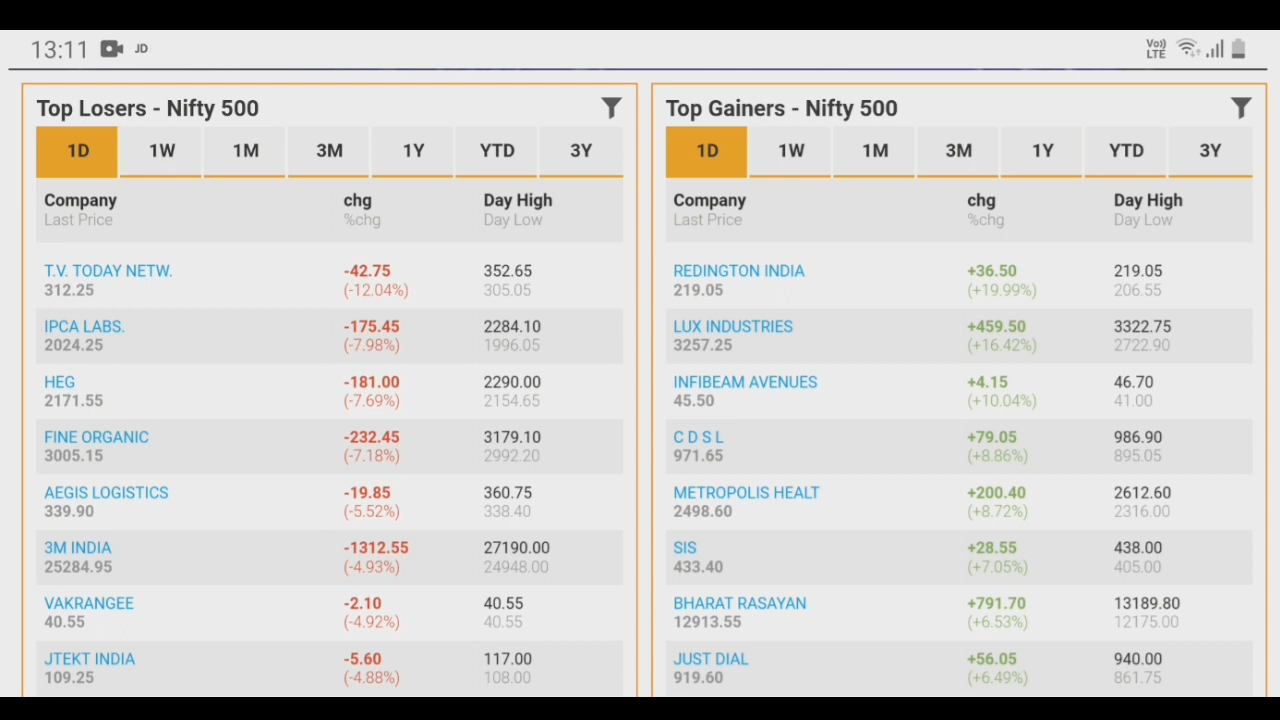 13:11 JD Vo)) LTE
Top Losers - Nifty 500
1D 1W 1M 3M 1Y YTD 3Y
Company chg Day High
Last Price %chg Day Low
T.V. TODAY NETW. -42.75 352.65
312.25 (-12.04%) 305.05
IPCA LABS. -175.45 2284.10
2024.25 (-7.98%) 1996.05
HEG -181.00 2290.00
2171.55 (-7.69%) 2154.65
FINE ORGANIC -232.45 3179.10
3005.15 (-7.18%) 2992.20
AEGIS LOGISTICS -19.85 360.75
339.90 (-5.52%) 338.40
3M INDIA -1312.55 27190.00
25284.95 (-4.93%) 24948.00
VAKRANGEE -2.10 40.55
40.55 (-4.92%) 40.55
JTEKT INDIA -5.60 117.00
109.25 (-4.88%) 108.00
Top Gainers - Nifty 500
1D 1W 1M 3M 1Y YTD 3Y
Company chg Day High
Last Price %chg Day Low
REDINGTON INDIA +36.50 219.05
219.05 (+19.99%) 206.55
LUX INDUSTRIES +459.50 3322.75
3257.25 (+16.42%) 2722.90
INFIBEAM AVENUES +4.15 46.70
45.50 (+10.04%) 41.00
C D S L +79.05 986.90
971.65 (+8.86%) 895.05
METROPOLIS HEALT +200.40 2612.60
2498.60 (+8.72%) 2316.00
SIS +28.55 438.00
433.40 (+7.05%) 405.00
BHARAT RASAYAN +791.70 13189.80
12913.55 (+6.53%) 12175.00
JUST DIAL +56.05 940.00
919.60 (+6.49%) 861.75